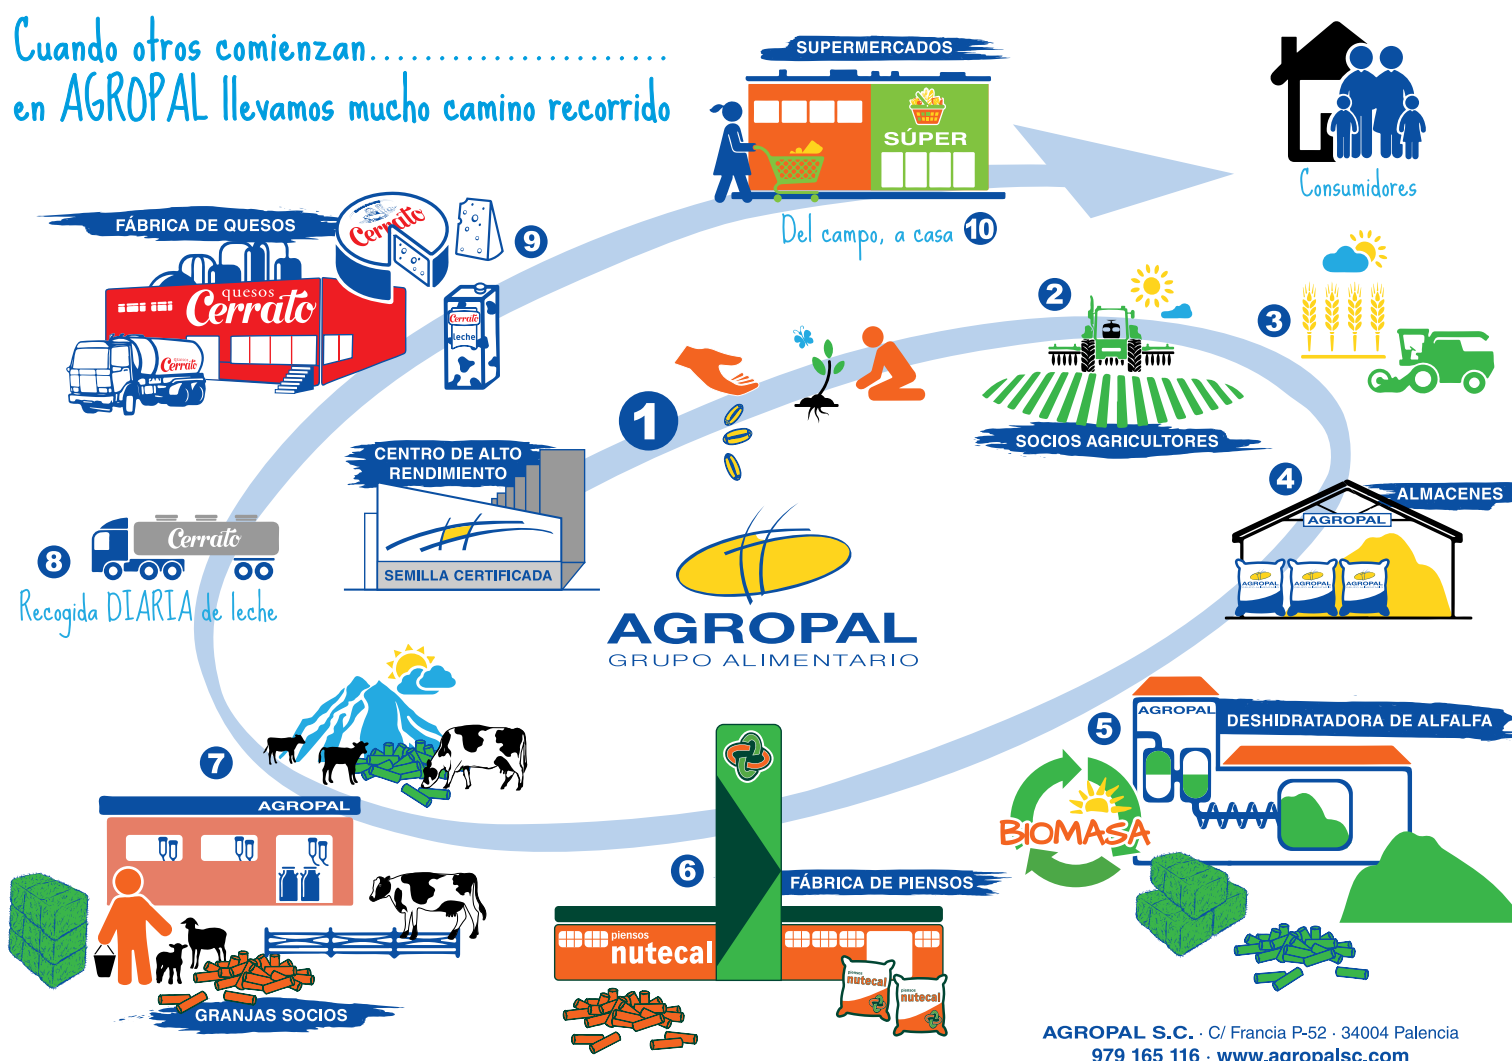 Cuando otros comienzan......................
en AGROPAL llevamos mucho camino recorrido
SUPERMERCADOS
SÚPER
Del campo, a casa 10
Consumidores
FÁBRICA DE QUESOS
Cerrato
9
quesos
Cerrato
Cerrato
leche
Cerrato
1
2
3
SOCIOS AGRICULTORES
CENTRO DE ALTO
RENDIMIENTO
SEMILLA CERTIFICADA
4
ALMACENES
AGROPAL
AGROPAL
AGROPAL
AGROPAL
8
Cerrato
Recogida DIARIA de leche
AGROPAL
GRUPO ALIMENTARIO
5
AGROPAL
DESHIDRATADORA DE ALFALFA
BIOMASA
7
AGROPAL
GRANJAS SOCIOS
6
FÁBRICA DE PIENSOS
piensos
nutecal
piensos
nutecal
piensos
nutecal
AGROPAL S.C. · C/ Francia P-52 · 34004 Palencia
979 165 116 · www.agropalsc.com